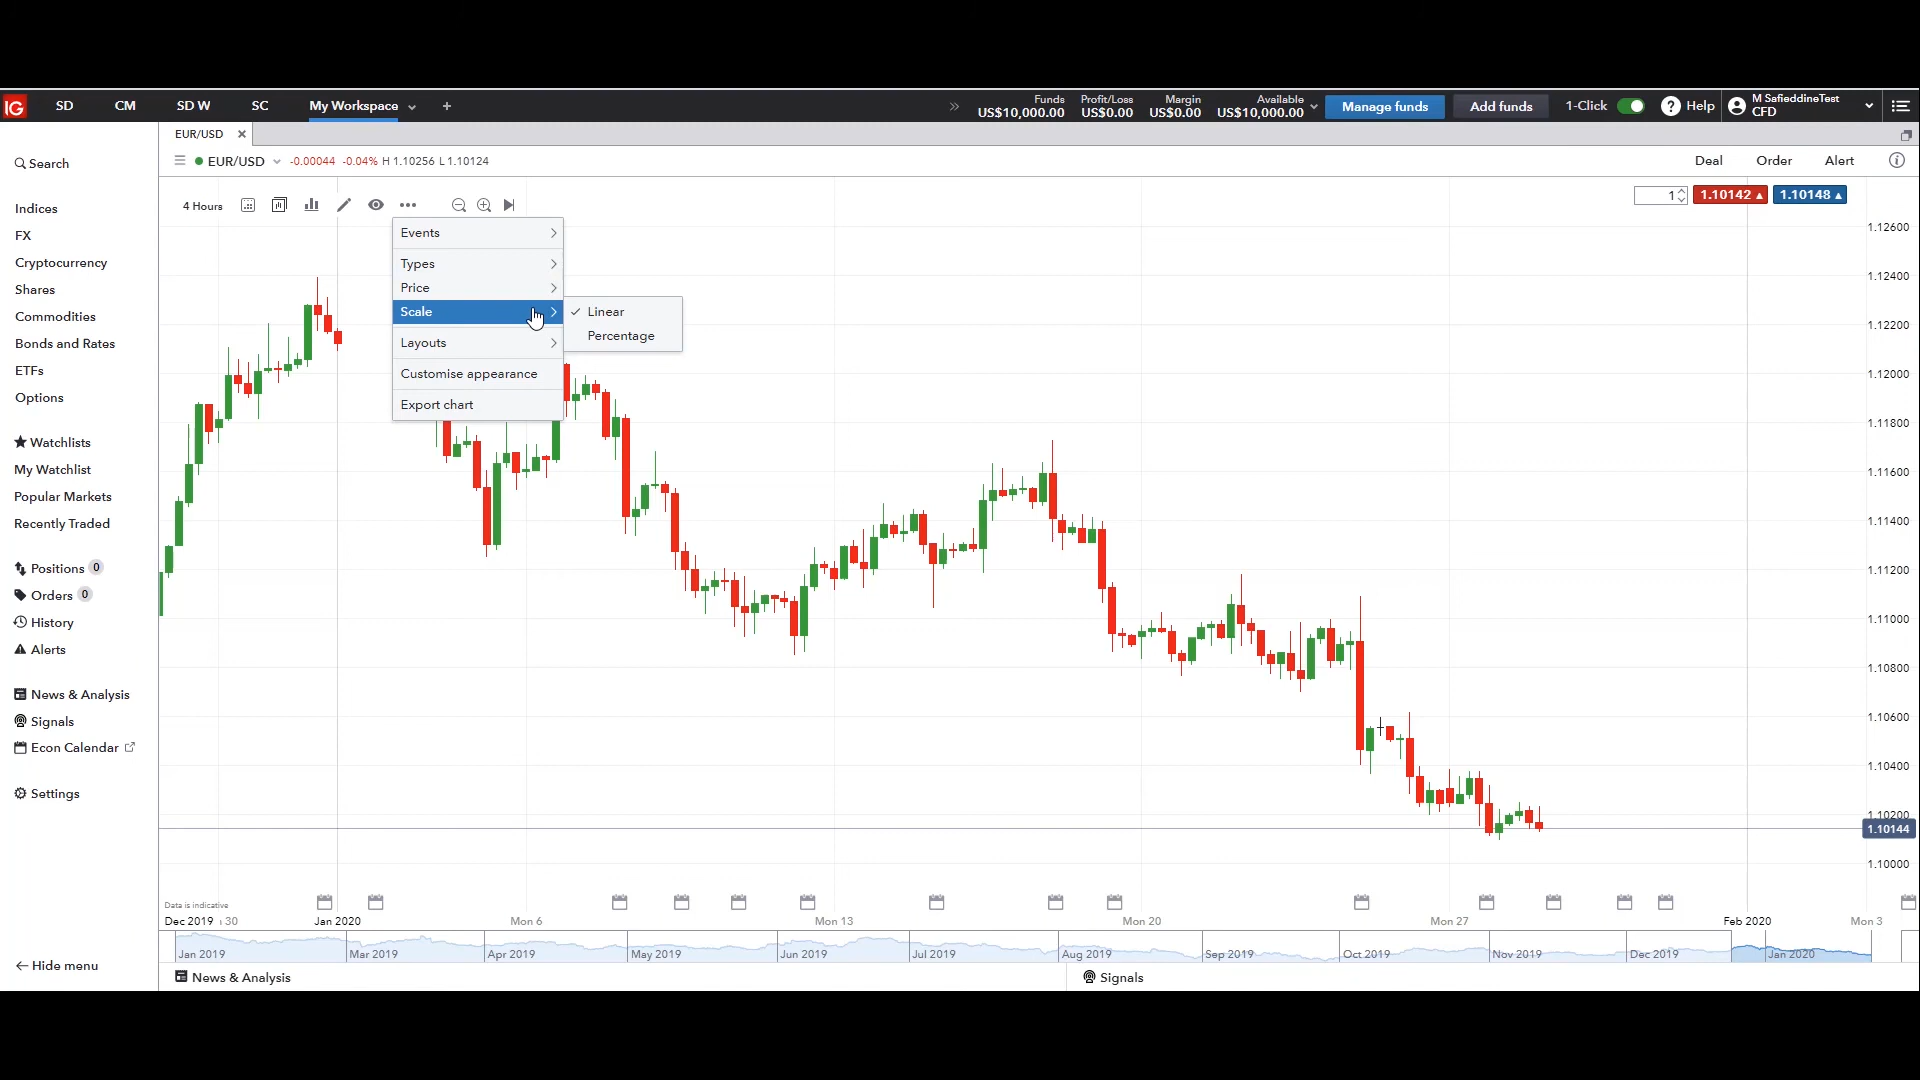 IG SD CM SD W SC My Workspace + » Funds US$10,000.00 Profit/Loss US$0.00 Margin US$0.00 Available US$10,000.00 Manage funds Add funds 1-Click ? Help M SafieddineTest CFD
EUR/USD ×
EUR/USD -0.00044 -0.04% H 1.10256 L 1.10124 Deal Order Alert
4 Hours 1 1.10142 1.10148
Search
Indices
FX
Cryptocurrency
Shares
Commodities
Bonds and Rates
ETFs
Options
Watchlists
My Watchlist
Popular Markets
Recently Traded
Positions 0
Orders 0
History
Alerts
News & Analysis
Signals
Econ Calendar
Settings
Hide menu
Events
Types
Price
Scale
Layouts
Customise appearance
Export chart
Linear
Percentage
1.12600
1.12400
1.12200
1.12000
1.11800
1.11600
1.11400
1.11200
1.11000
1.10800
1.10600
1.10400
1.10200
1.10144
1.10000
Data is indicative
Dec 2019 30 Jan 2020 Mon 6 Mon 13 Mon 20 Mon 27 Feb 2020 Mon 3
Jan 2019 Mar 2019 Apr 2019 May 2019 Jun 2019 Jul 2019 Aug 2019 Sep 2019 Oct 2019 Nov 2019 Dec 2019 Jan 2020
News & Analysis Signals